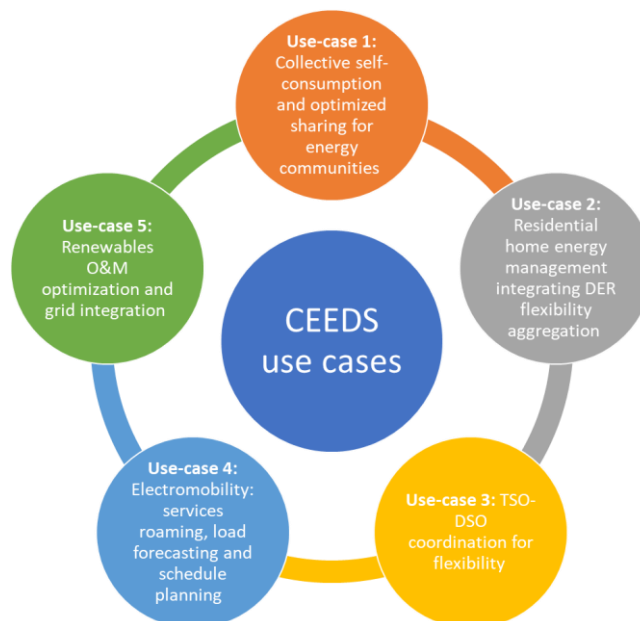 Use-case 1:
Collective self-
consumption
and optimized
sharing for
energy
communities
Use-case 2:
Residential
home energy
management
integrating DER
flexibility
aggregation
Use-case 3: TSO-
DSO
coordination for
flexibility
Use-case 4:
Electromobility:
services
roaming, load
forecasting and
schedule
planning
Use-case 5:
Renewables
O&M
optimization and
grid integration
CEEDS
use cases